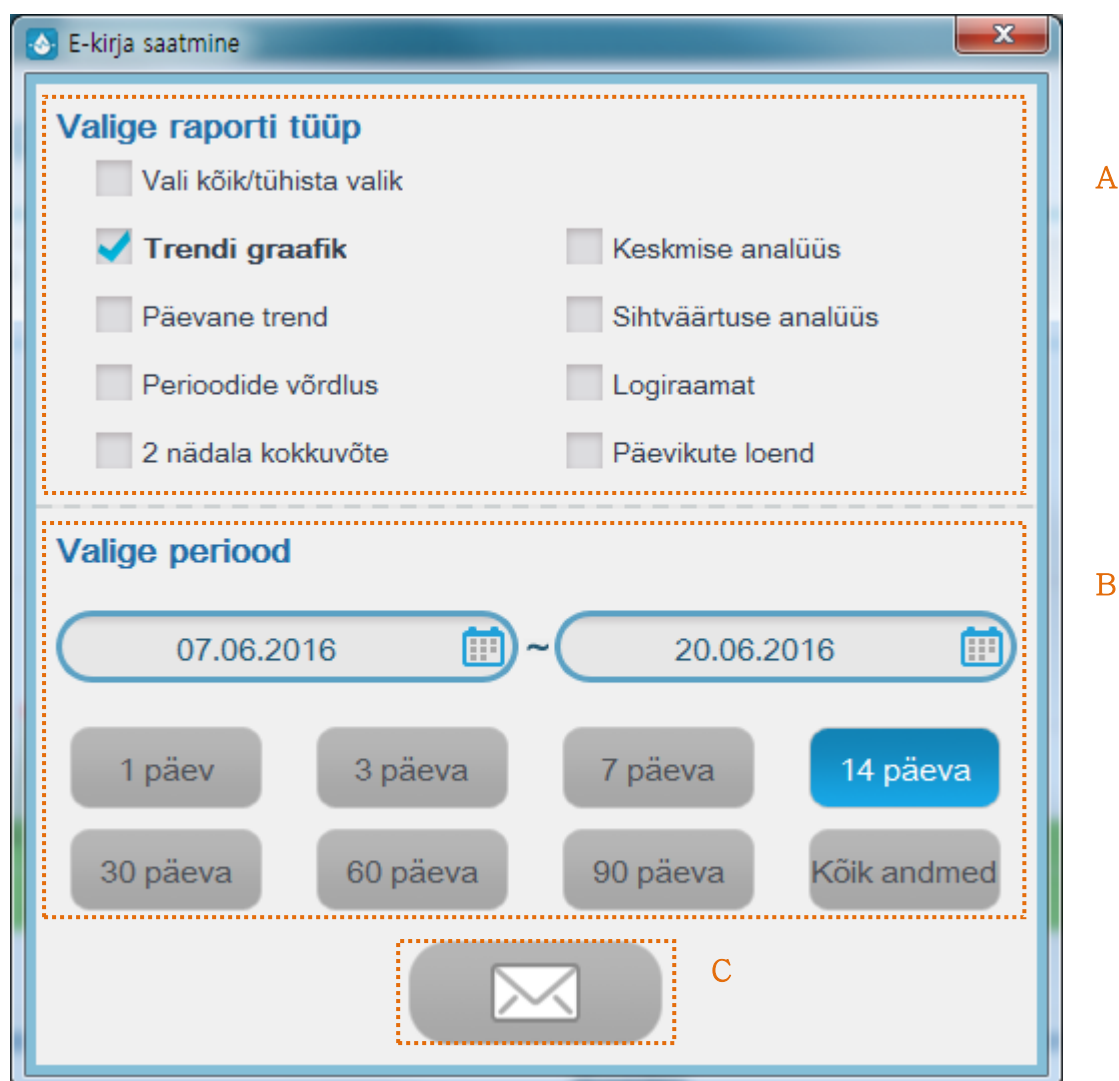 E-kirja saatmine
Valige raporti tüüp
A
Vali kõik/tühista valik
Trendi graafik
Keskmise analüüs
Päevane trend
Sihtväärtuse analüüs
Perioodide võrdlus
Logiraamat
2 nädala kokkuvõte
Päevikute loend
Valige periood
B
07.06.2016 ~ 20.06.2016
1 päev 3 päeva 7 päeva 14 päeva
30 päeva 60 päeva 90 päeva Kõik andmed
C